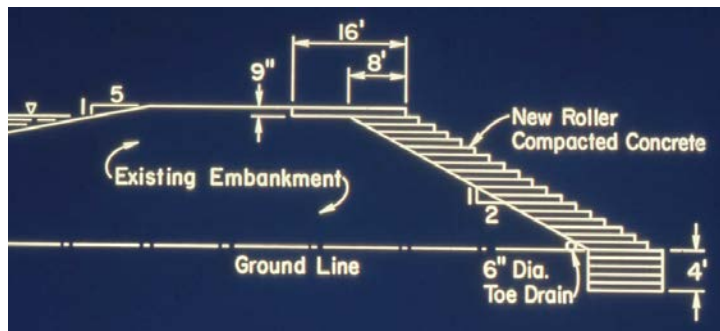 16'
8'
9"
1
5
New Roller
Compacted Concrete
Existing Embankment
1
2
Ground Line
6" Dia.
Toe Drain
4'